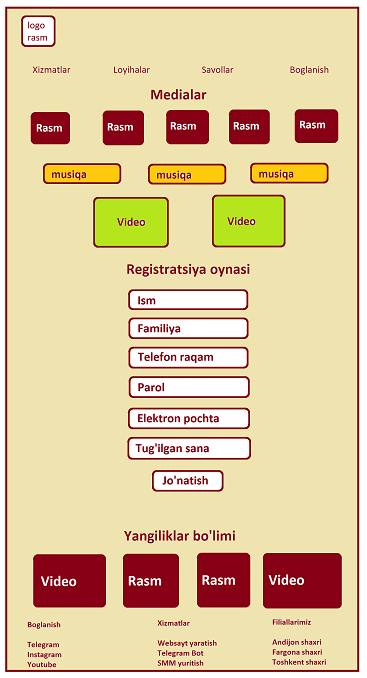 logo
rasm
Xizmatlar Loyihalar Savollar Boglanish
Medialar
Rasm Rasm Rasm Rasm Rasm
musiqa musiqa musiqa
Video Video
Registratsiya oynasi
Ism
Familiya
Telefon raqam
Parol
Elektron pochta
Tug'ilgan sana
Jo'natish
Yangiliklar bo'limi
Video Rasm Rasm Video
Boglanish Xizmatlar Filiallarimiz
Telegram Websayt yaratish Andijon shaxri
Instagram Telegram Bot Fargona shaxri
Youtube SMM yuritish Toshkent shaxri